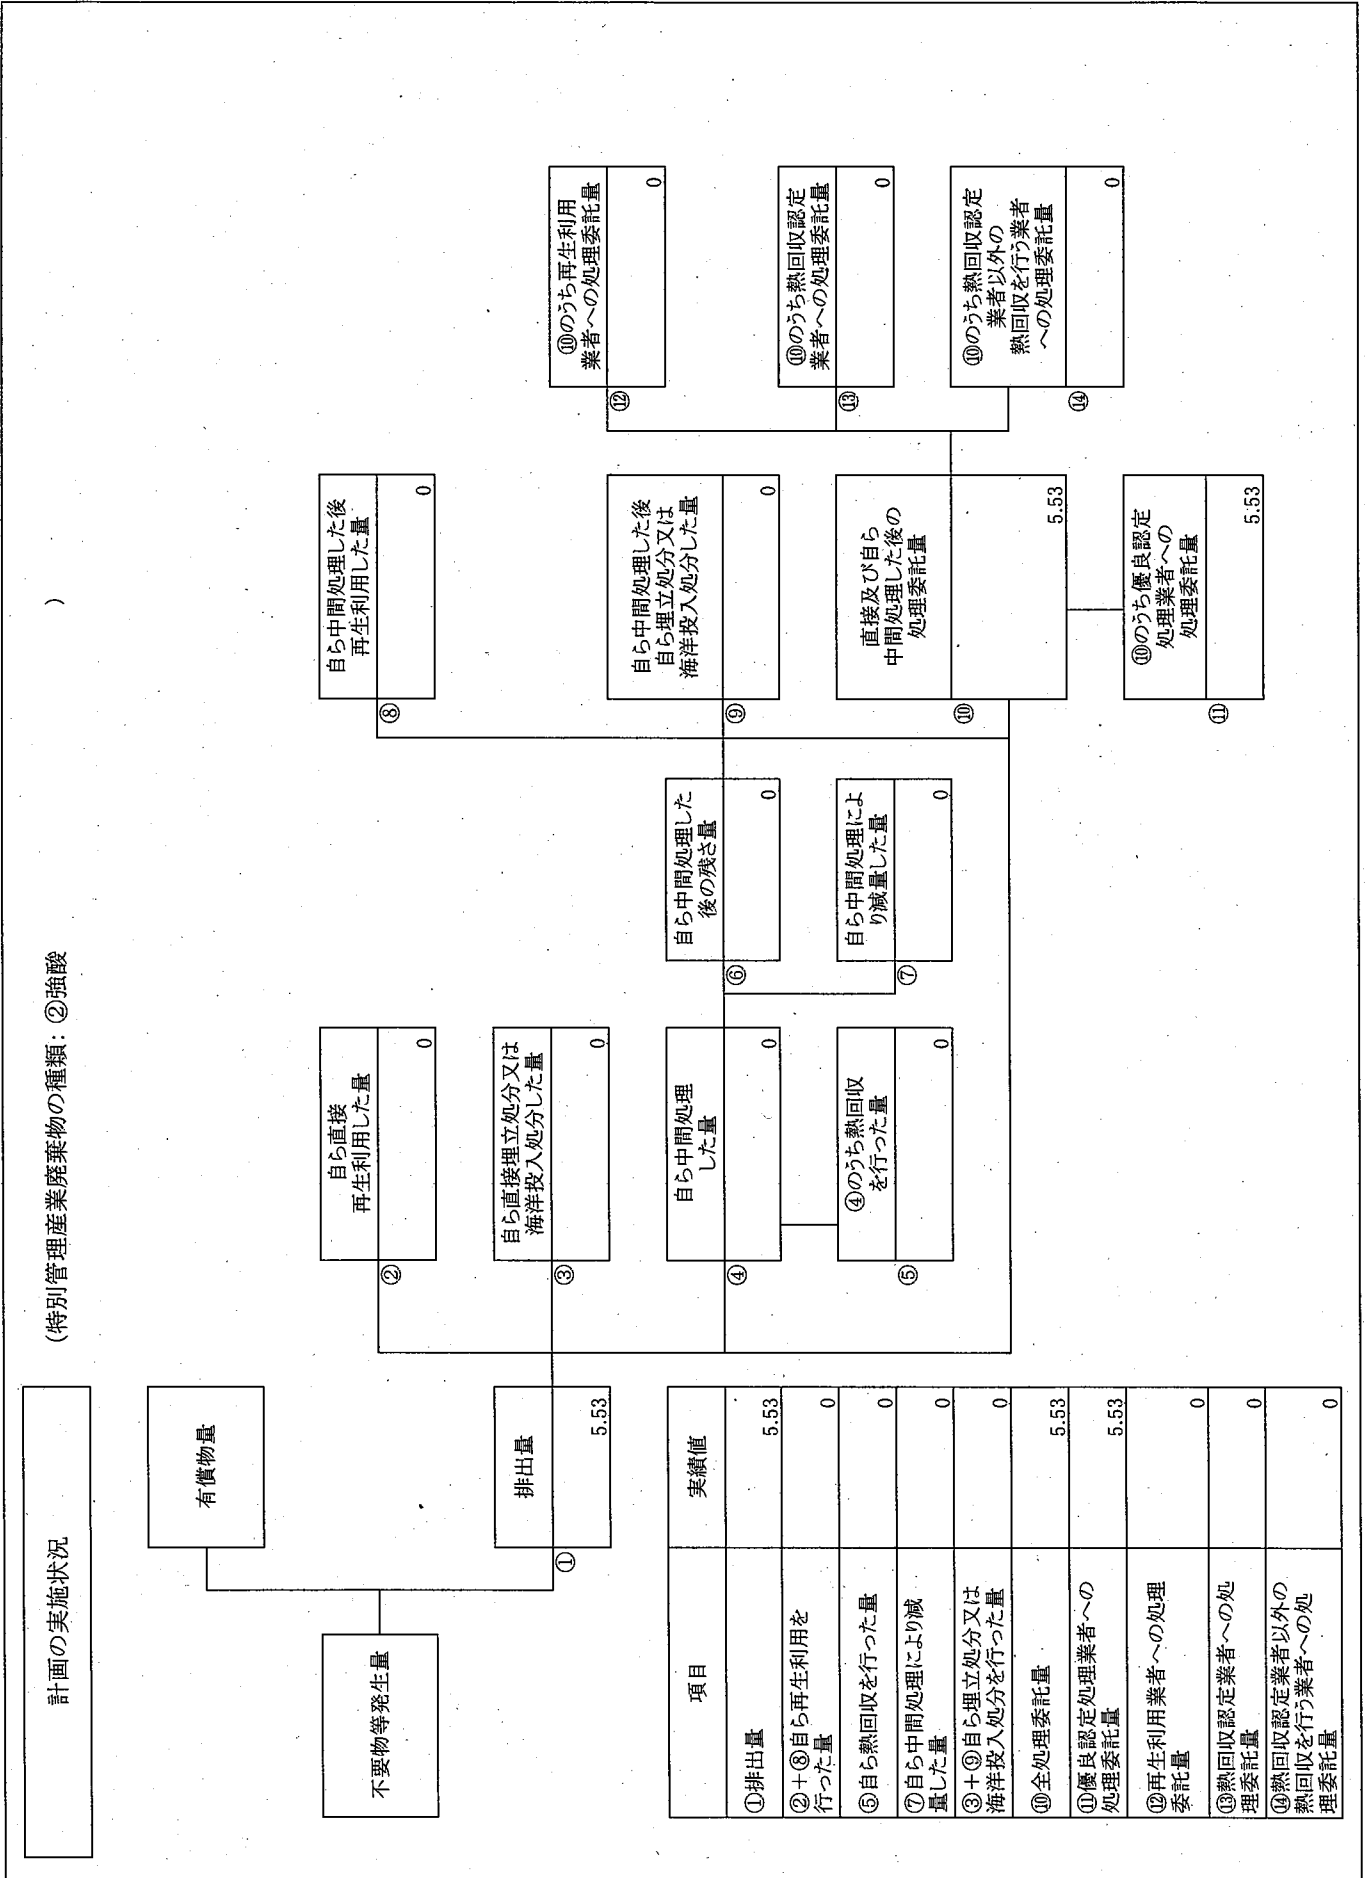 計画の実施状況
(特別管理産業廃棄物の種類：②強酸
)
不要物等発生量
有償物量
①
排出量
5.53
②
自ら直接
再生利用した量
0
③
自ら直接埋立処分又は
海洋投入処分した量
0
④
自ら中間処理
した量
0
⑤
④のうち熱回収
を行った量
0
⑥
自ら中間処理した
後の残さ量
0
⑦
自ら中間処理によ
り減量した量
0
⑧
自ら中間処理した後
再生利用した量
0
⑨
自ら中間処理した後
自ら埋立処分又は
海洋投入処分した量
0
⑩
直接及び自ら
中間処理した後の
処理委託量
5.53
⑪
⑩のうち優良認定
処理業者への
処理委託量
5.53
⑫
⑩のうち再生利用
業者への処理委託量
0
⑬
⑩のうち熱回収認定
業者への処理委託量
0
⑭
⑩のうち熱回収認定
業者以外の
熱回収を行う業者
への処理委託量
0
項目 実績値
①排出量 5.53
②＋⑧自ら再生利用を
行った量 0
⑤自ら熱回収を行った量 0
⑦自ら中間処理により減
量した量 0
③＋⑨自ら埋立処分又は
海洋投入処分を行った量 0
⑩全処理委託量 5.53
⑪優良認定処理業者への
処理委託量 5.53
⑫再生利用業者への処理
委託量 0
⑬熱回収認定業者への処
理委託量 0
⑭熱回収認定業者以外の
熱回収を行う業者への処
理委託量 0